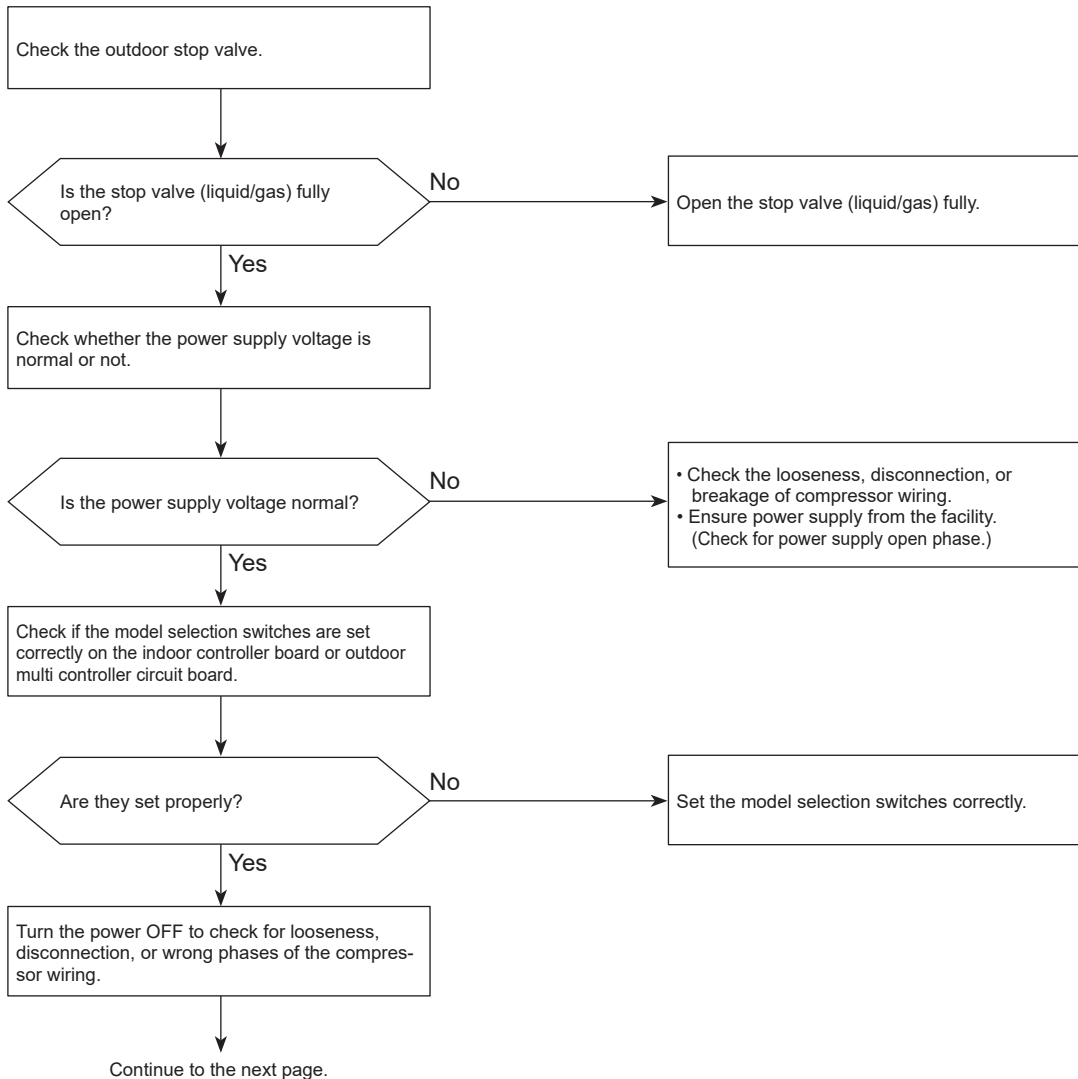 Check the outdoor stop valve.
Is the stop valve (liquid/gas) fully
open?
No
Open the stop valve (liquid/gas) fully.
Yes
Check whether the power supply voltage is
normal or not.
Is the power supply voltage normal?
No
• Check the looseness, disconnection, or
breakage of compressor wiring.
• Ensure power supply from the facility.
(Check for power supply open phase.)
Yes
Check if the model selection switches are set
correctly on the indoor controller board or outdoor
multi controller circuit board.
Are they set properly?
No
Set the model selection switches correctly.
Yes
Turn the power OFF to check for looseness,
disconnection, or wrong phases of the compres-
sor wiring.
Continue to the next page.